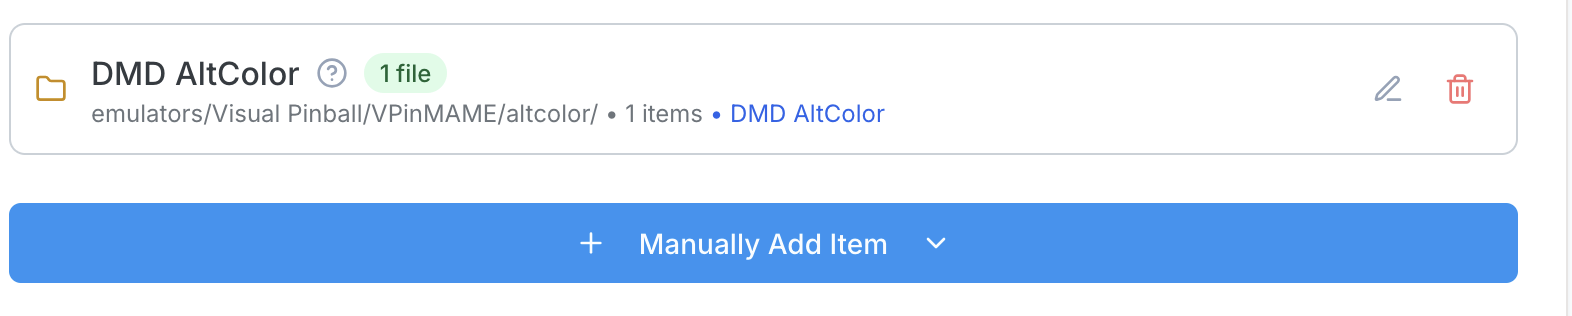 DMD AltColor 1 file
emulators/Visual Pinball/VPinMAME/altcolor/ • 1 items • DMD AltColor
Manually Add Item